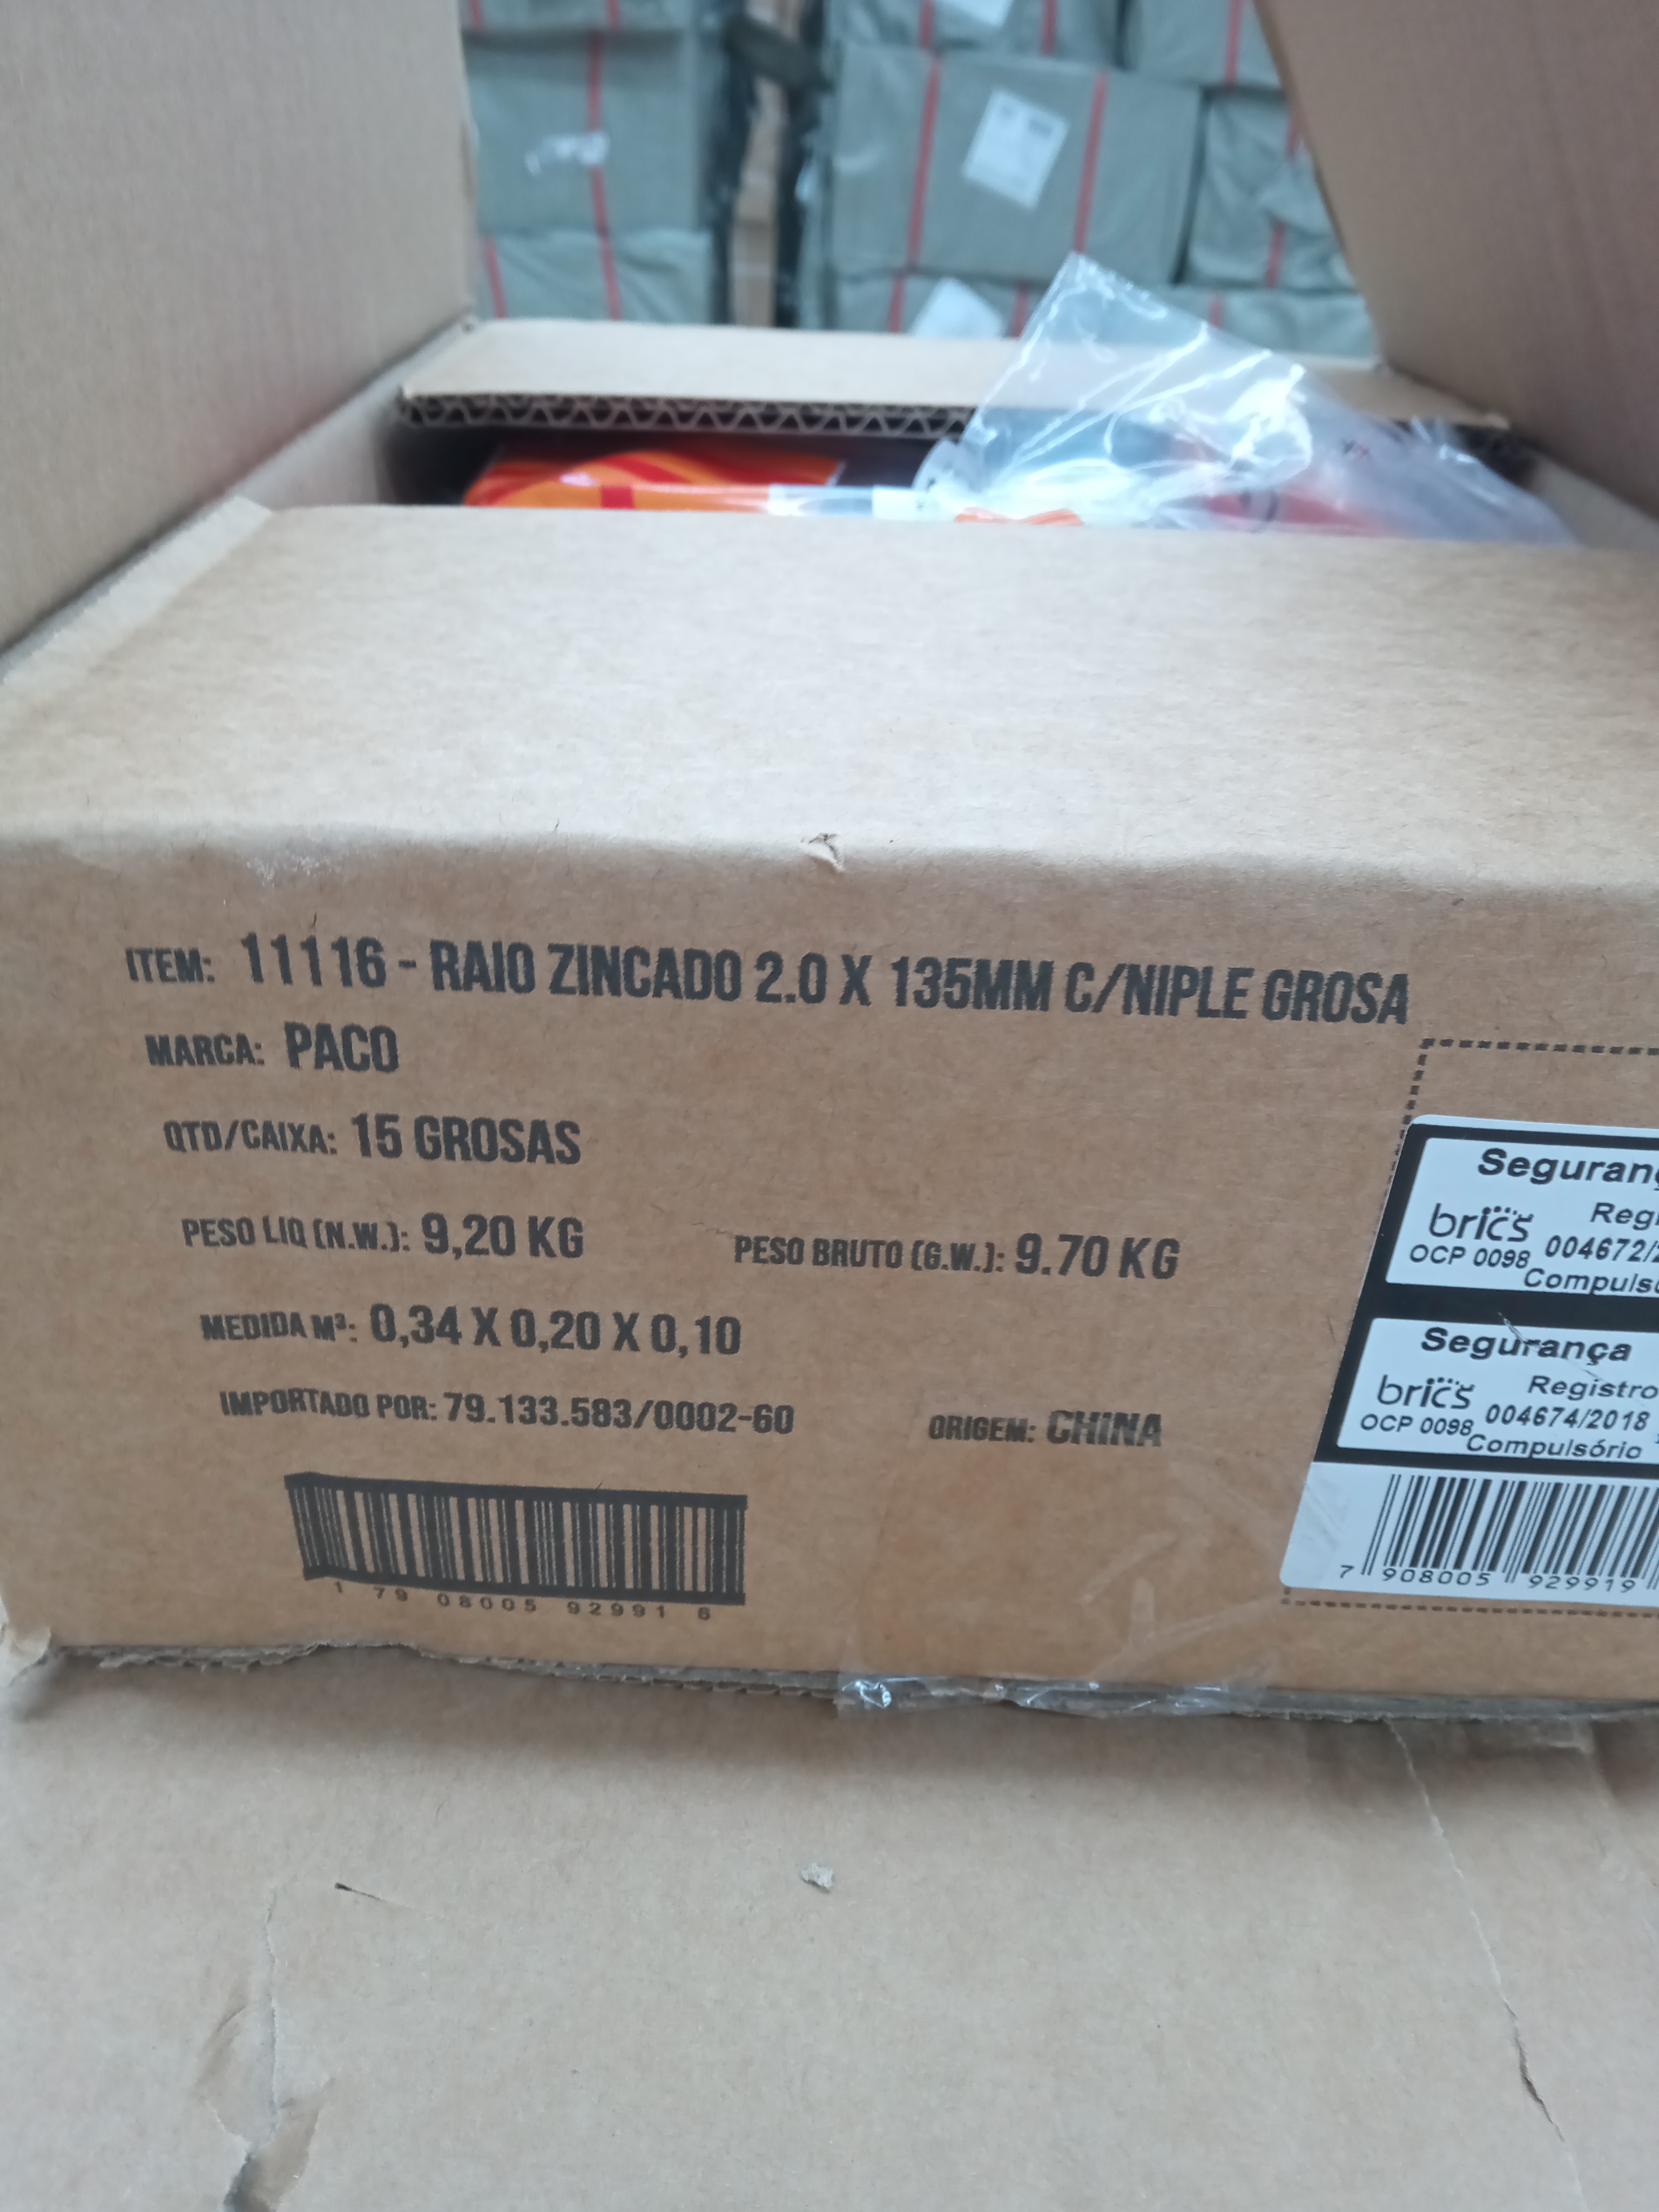 ITEM: 11116 - RAIO ZINCADO 2.0 X 135MM C/NIPLE GROSA
MARCA: PACO
QTD/CAIXA: 15 GROSAS
PESO LIQ (N.W.): 9,20 KG
PESO BRUTO (G.W.): 9.70 KG
MEDIDA M³: 0,34 X 0,20 X 0,10
IMPORTADO POR: 79.133.583/0002-60
ORIGEM: CHINA
1 79 08005 92991 6
Seguranç
brics
Regi
OCP 0098
004672/2
Compulsó
Segurança
brics
Registro
OCP 0098
004674/2018
Compulsório
7 908005 929919